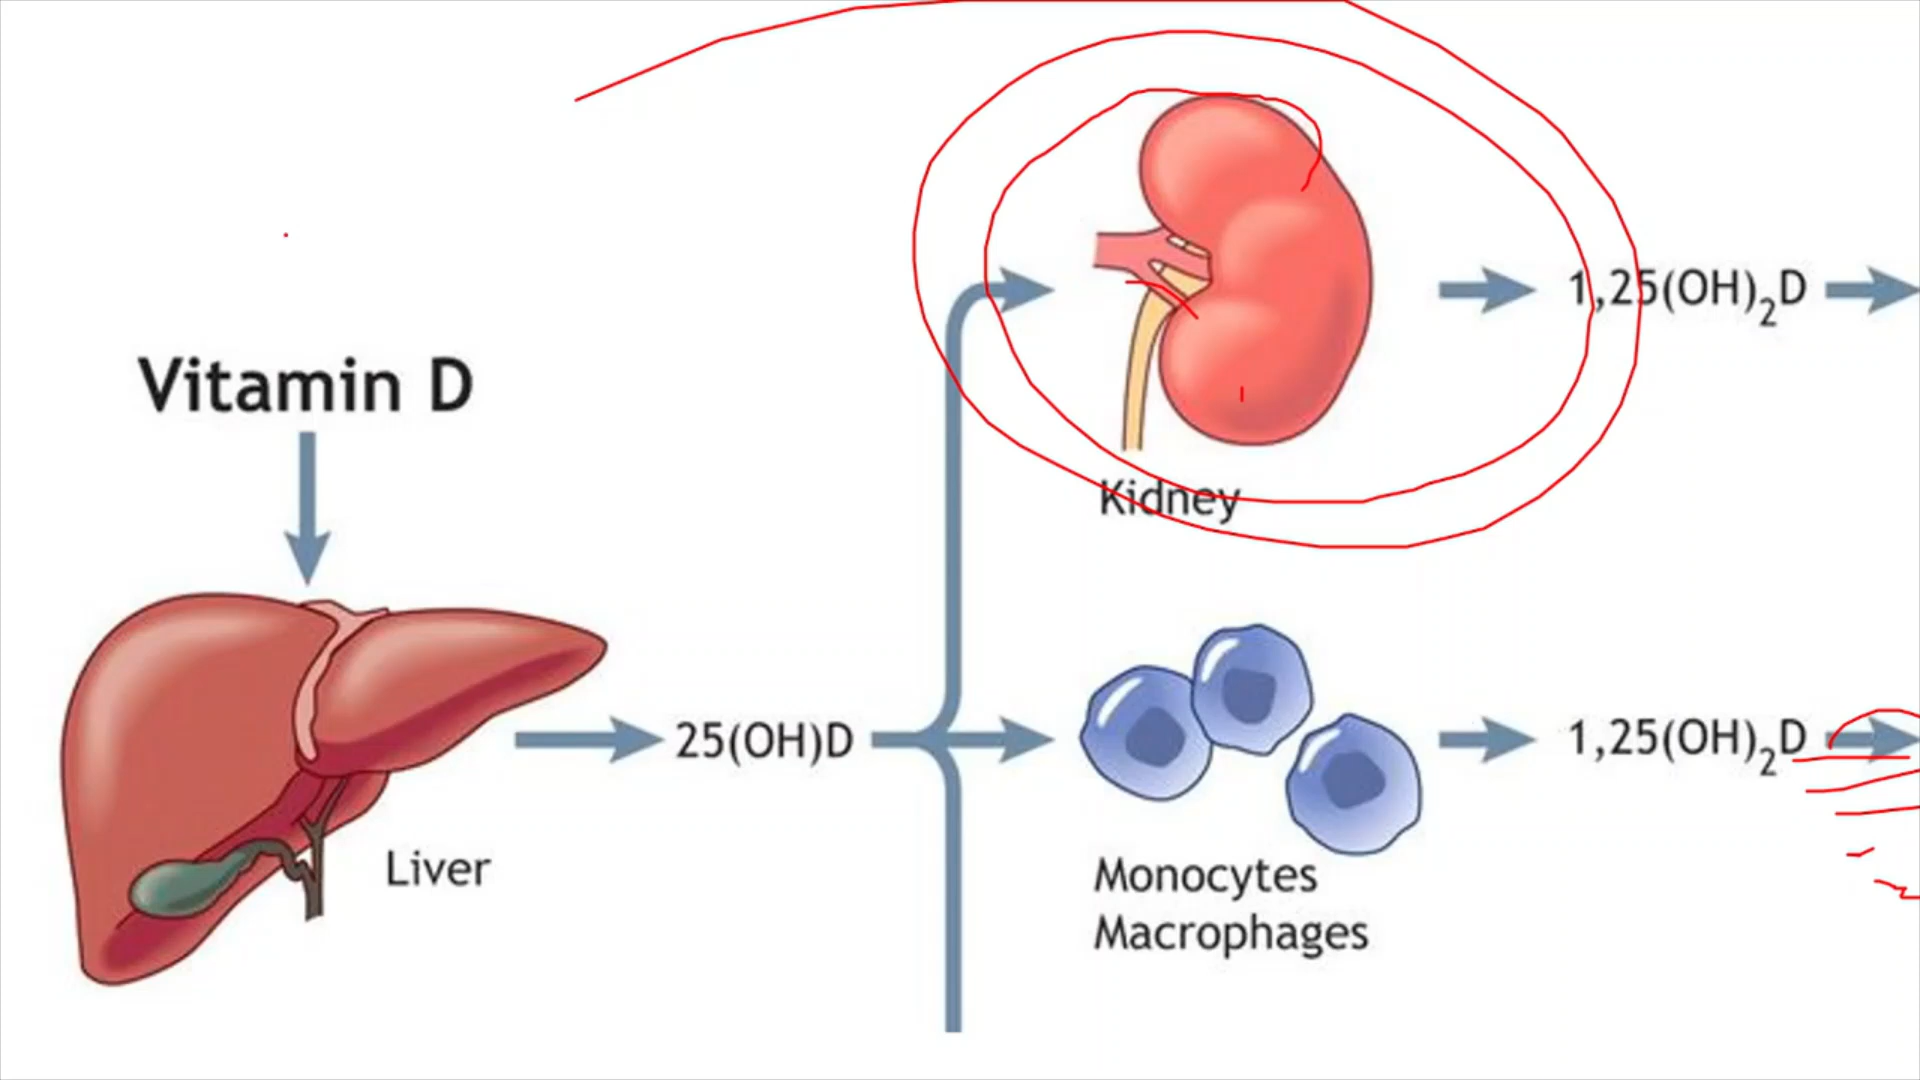 Vitamin D
Liver
25(OH)D
Kidney
1,25(OH)₂D
Monocytes
Macrophages
1,25(OH)₂D